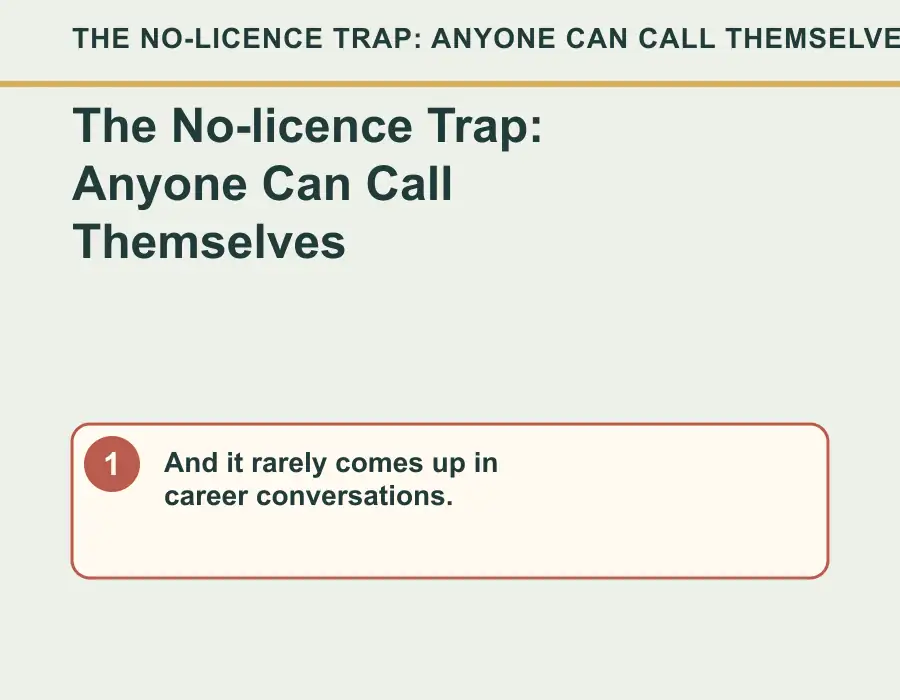 THE NO-LICENCE TRAP: ANYONE CAN CALL THEMSELVE
The No-licence Trap:
Anyone Can Call
Themselves
1
And it rarely comes up in
career conversations.